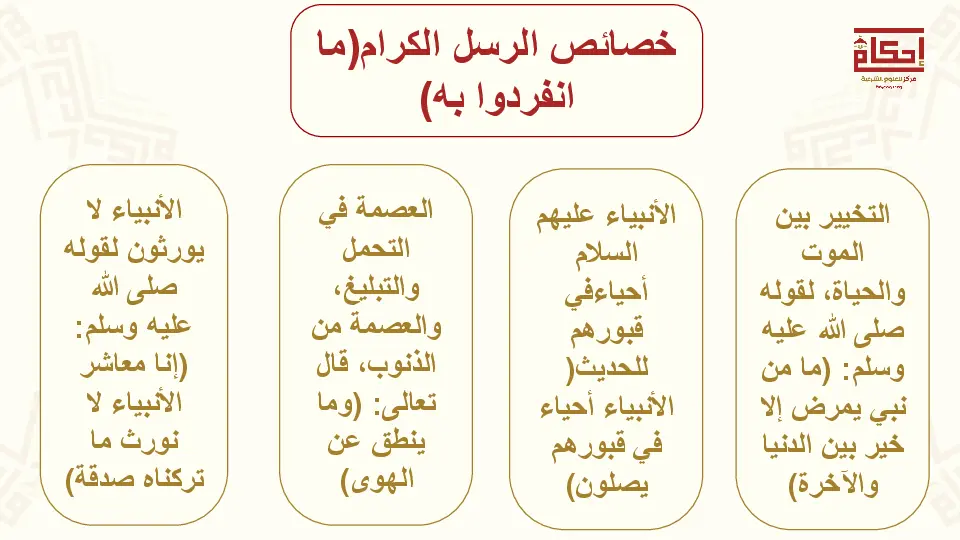 خصائص الرسل الكرام(ما
انفردوا به)
إحكام
مركز للعلوم الشرعية
التخيير بين
الموت
والحياة، لقوله
صلى الله عليه
وسلم: (ما من
نبي يمرض إلا
خير بين الدنيا
والآخرة)
الأنبياء عليهم
السلام
أحياءفي
قبورهم
للحديث(
الأنبياء أحياء
في قبورهم
يصلون)
العصمة في
التحمل
والتبليغ،
والعصمة من
الذنوب، قال
تعالى: (وما
ينطق عن
الهوى)
الأنبياء لا
يورثون لقوله
صلى الله
عليه وسلم:
(إنا معاشر
الأنبياء لا
نورث ما
تركناه صدقة)